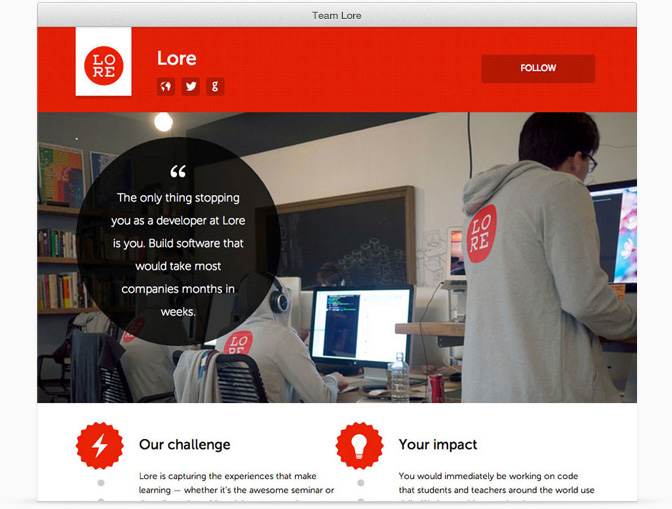 Team Lore
LO
RE
Lore
FOLLOW
“
The only thing stopping
you as a developer at Lore
is you. Build software that
would take most
companies months in
weeks.
LO
RE
LO
RE
Our challenge
Your impact
Lore is capturing the experiences that make
learning — whether it's the awesome seminar or
You would immediately be working on code
that students and teachers around the world use